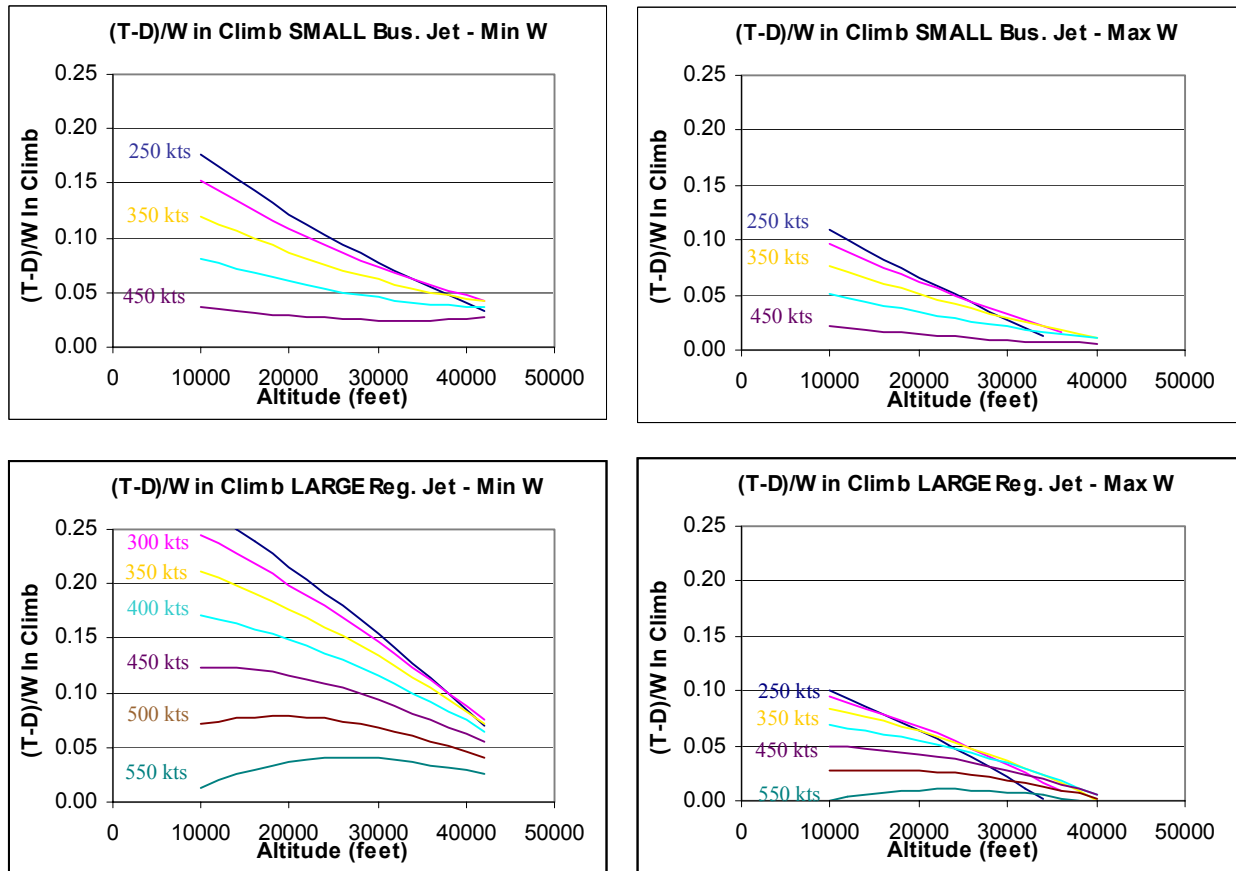 (T-D)/W in Climb SMALL Bus. Jet - Min W
(T-D)/W In Climb
0.25
0.20
0.15
0.10
0.05
0.00
250 kts
350 kts
450 kts
0 10000 20000 30000 40000 50000
Altitude (feet)
(T-D)/W in Climb SMALL Bus. Jet - Max W
(T-D)/W In Climb
0.25
0.20
0.15
0.10
0.05
0.00
250 kts
350 kts
450 kts
0 10000 20000 30000 40000 50000
Altitude (feet)
(T-D)/W in Climb LARGE Reg. Jet - Min W
(T-D)/W In Climb
0.25
0.20
0.15
0.10
0.05
0.00
300 kts
350 kts
400 kts
450 kts
500 kts
550 kts
0 10000 20000 30000 40000 50000
Altitude (feet)
(T-D)/W in Climb LARGE Reg. Jet - Max W
(T-D)/W In Climb
0.25
0.20
0.15
0.10
0.05
0.00
250 kts
350 kts
450 kts
550 kts
0 10000 20000 30000 40000 50000
Altitude (feet)